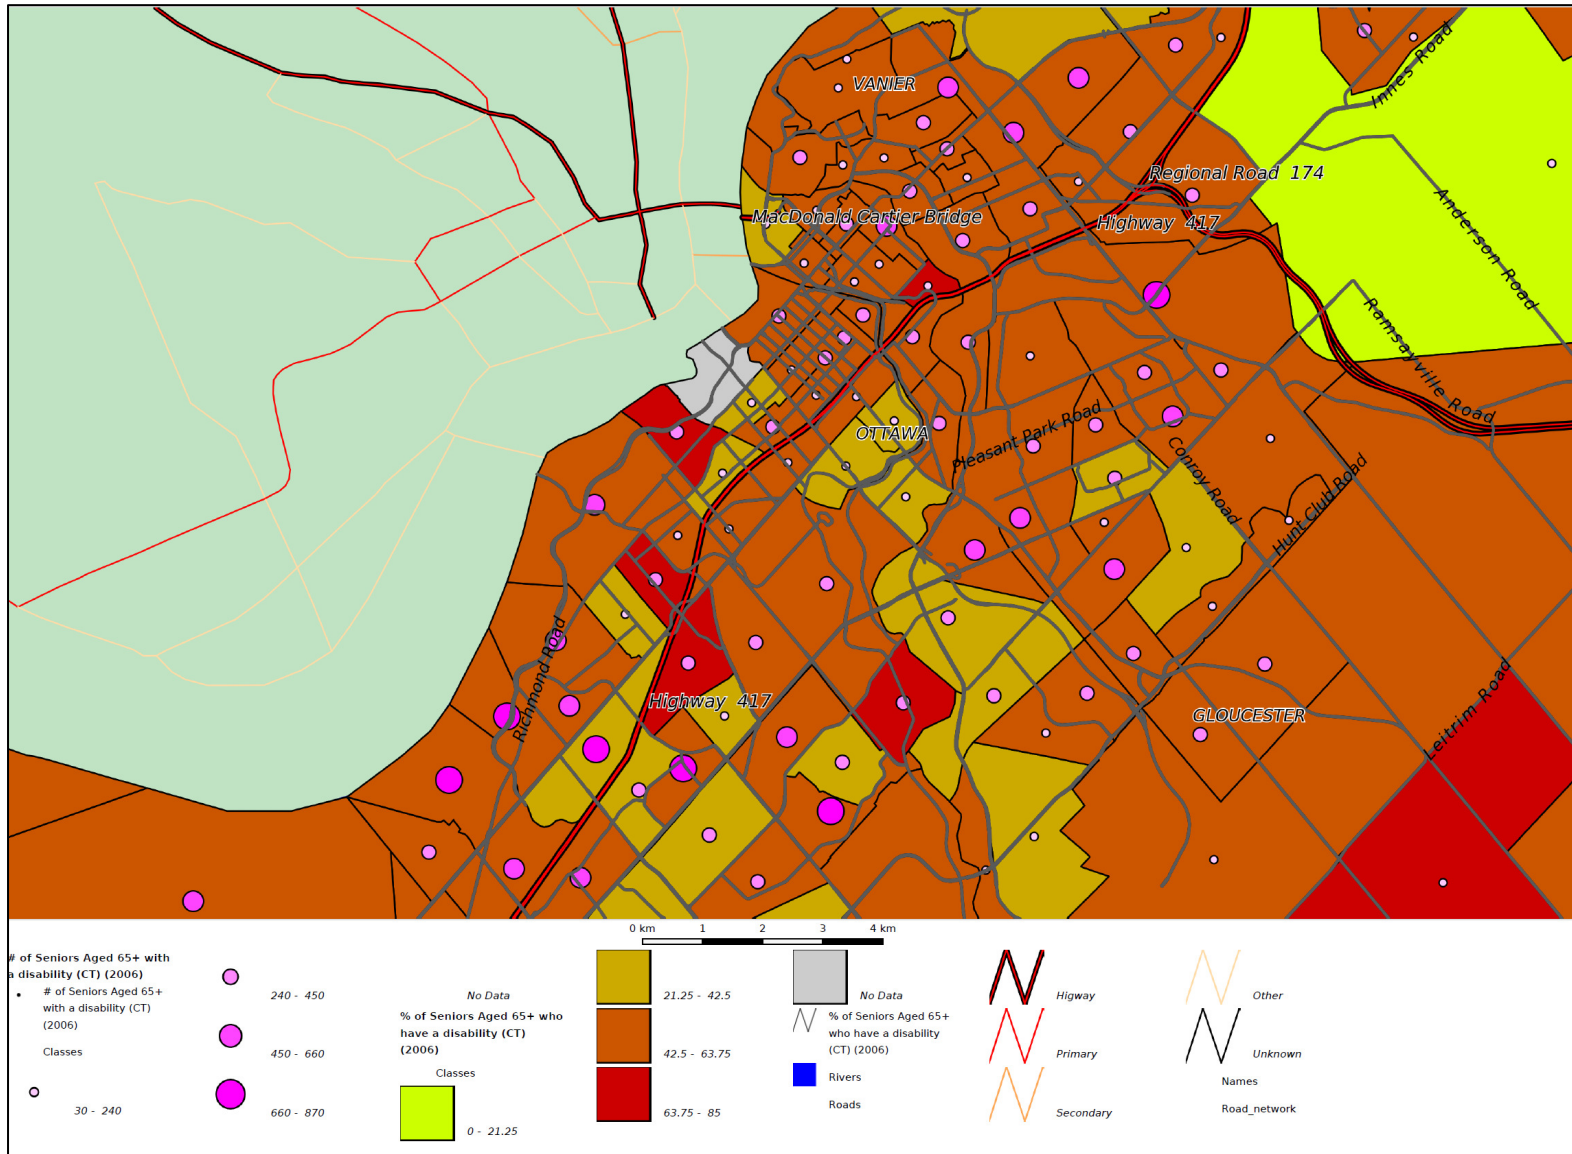 VANIER
Innes Road
Regional Road 174
MacDonald Cartier Bridge
Highway 417
Anderson Road
Ramsayville Road
Pleasant Park Road
OTTAWA
Conroy Road
Hunt Club Road
Richmond Road
Highway 417
GLOUCESTER
Leitrim Road
0 km 1 2 3 4 km
# of Seniors Aged 65+ with
a disability (CT) (2006)
# of Seniors Aged 65+
with a disability (CT)
(2006)
Classes
30 - 240
240 - 450
450 - 660
660 - 870
No Data
% of Seniors Aged 65+ who
have a disability (CT)
(2006)
Classes
0 - 21.25
21.25 - 42.5
42.5 - 63.75
63.75 - 85
No Data
% of Seniors Aged 65+
who have a disability
(CT) (2006)
Rivers
Roads
Higway
Primary
Secondary
Other
Unknown
Names
Road_network